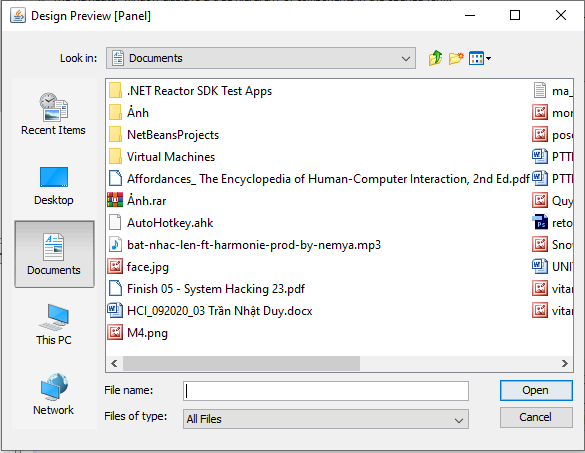 Design Preview [Panel]
Look in: Documents
Recent Items
Desktop
Documents
This PC
Network
.NET Reactor SDK Test Apps
Ảnh
NetBeansProjects
Virtual Machines
Affordances_ The Encyclopedia of Human-Computer Interaction, 2nd Ed.pdf
Ảnh.rar
AutoHotkey.ahk
bat-nhac-len-ft-harmonie-prod-by-nemya.mp3
face.jpg
Finish 05 - System Hacking 23.pdf
HCI_092020_03 Trần Nhật Duy.docx
M4.png
ma_
mor
pose
PTTI
PTTI
Quy
reto
Snov
UNIT
vitar
vitar
File name:
Open
Files of type: All Files
Cancel